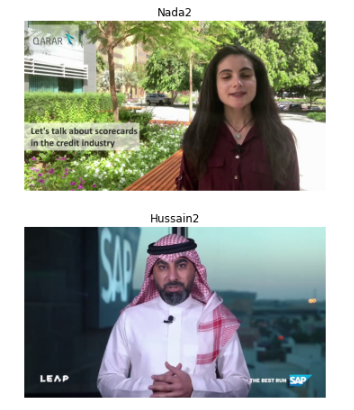 Nada2
QARAR
Let's talk about scorecards
in the credit industry
Hussain2
SAP
LEAP
THE BEST RUN SAP